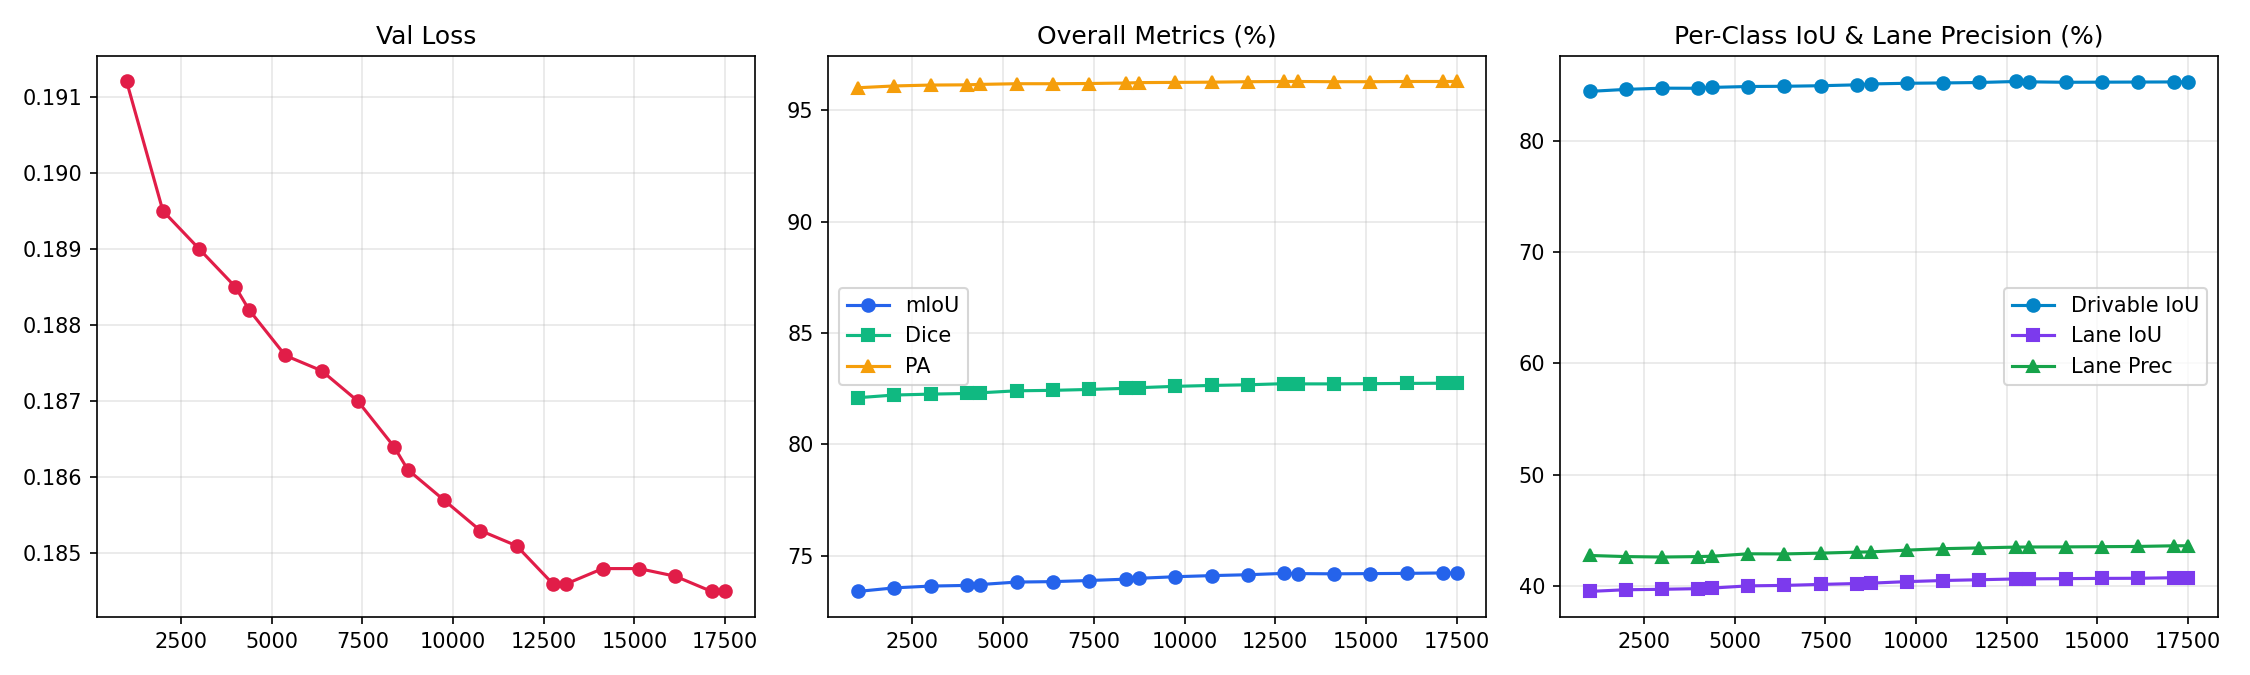 Val Loss
0.191
0.190
0.189
0.188
0.187
0.186
0.185
2500 5000 7500 10000 12500 15000 17500
Overall Metrics (%)
95
90
85
80
75
mIoU
Dice
PA
2500 5000 7500 10000 12500 15000 17500
Per-Class IoU & Lane Precision (%)
80
70
60
50
40
Drivable IoU
Lane IoU
Lane Prec
2500 5000 7500 10000 12500 15000 17500